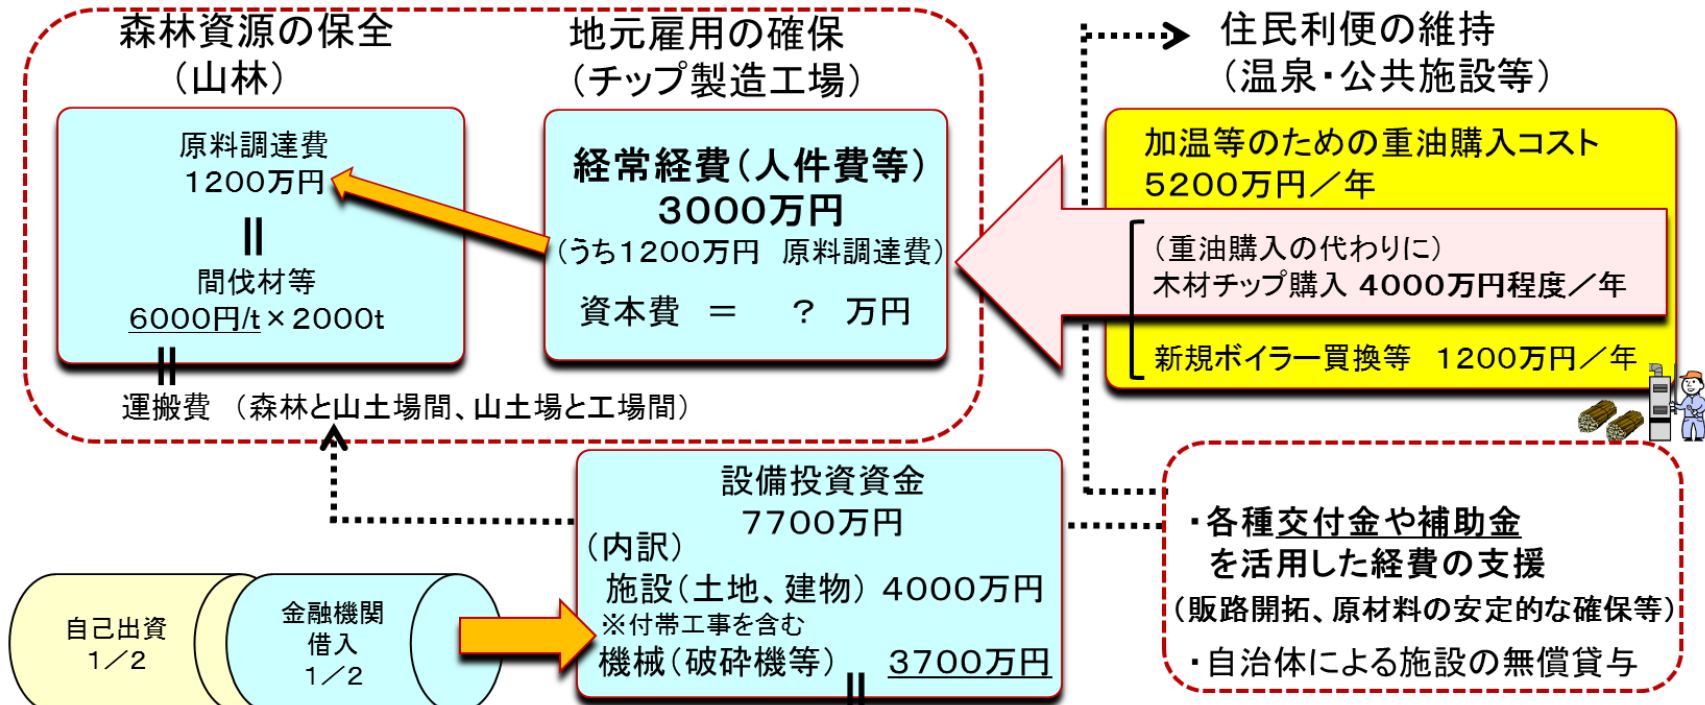 森林資源の保全
（山林）
原料調達費
1200万円
||
間伐材等
6000円/t×2000t
||
運搬費 （森林と山土場間、山土場と工場間）
地元雇用の確保
（チップ製造工場）
経常経費（人件費等）
3000万円
（うち1200万円 原料調達費）
資本費 ＝ ？ 万円
住民利便の維持
（温泉・公共施設等）
加温等のための重油購入コスト
5200万円／年
（重油購入の代わりに）
木材チップ購入 4000万円程度／年
新規ボイラー買換等 1200万円／年
設備投資資金
7700万円
（内訳）
施設（土地、建物） 4000万円
※付帯工事を含む
機械（破砕機等） 3700万円
||
自己出資
1／2
金融機関
借入
1／2
・各種交付金や補助金
を活用した経費の支援
（販路開拓、原材料の安定的な確保等）
・自治体による施設の無償貸与